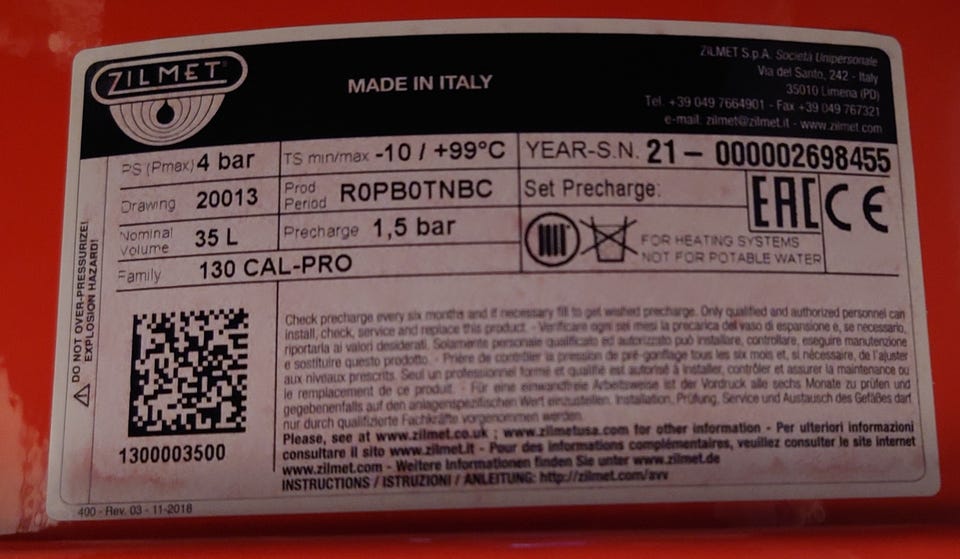 ZILMET
MADE IN ITALY
ZILMET S.p.A. Società Unipersonale
Via del Santo, 242 - Italy
35010 Limena (PD)
Tel. +39 049 7664901 - Fax +39 049 767321
e-mail: zilmet@zilmet.it - www.zilmet.com
PS (Pmax) 4 bar
TS min/max -10 / +99°C
YEAR-S.N. 21 – 000002698455
Drawing 20013
Prod Period R0PB0TNBC
Set Precharge:
EAC CE
Nominal Volume 35 L
Precharge 1,5 bar
FOR HEATING SYSTEMS
NOT FOR POTABLE WATER
Family 130 CAL-PRO
DO NOT OVER-PRESSURIZE!
EXPLOSION HAZARD!
1300003500
Check precharge every six months and if necessary fill to get wished precharge. Only qualified and authorized personnel can
install, check, service and replace this product. - Verificare ogni sei mesi la precarica del vaso di espansione e, se necessario,
riportarla ai valori desiderati. Solamente personale qualificato ed autorizzato può installare, controllare, eseguire manutenzione
e sostituire questo prodotto. - Prière de contrôler la pression de pré-gonflage tous les six mois et, si nécessaire, de l'ajuster
aux niveaux prescrits. Seul un professionnel formé et qualifié est autorisé à installer, contrôler et assurer la maintenance ou
le remplacement de ce produit. - Für eine einwandfreie Arbeitsweise ist der Vordruck alle sechs Monate zu prüfen und
gegebenenfalls auf den anlagenspezifischen Wert einzustellen. Installation, Prüfung, Service und Austausch des Gefäßes darf
nur durch qualifizierte Fachkräfte vorgenommen werden.
Please, see at www.zilmet.co.uk ; www.zilmetusa.com for other information - Per ulteriori informazioni
consultare il sito www.zilmet.it - Pour des informations complémentaires, veuillez consulter le site internet
www.zilmet.com - Weitere Informationen finden Sie unter www.zilmet.de
INSTRUCTIONS / ISTRUZIONI / ANLEITUNG: http://zilmet.com/avv
400 - Rev. 03 - 11-2018